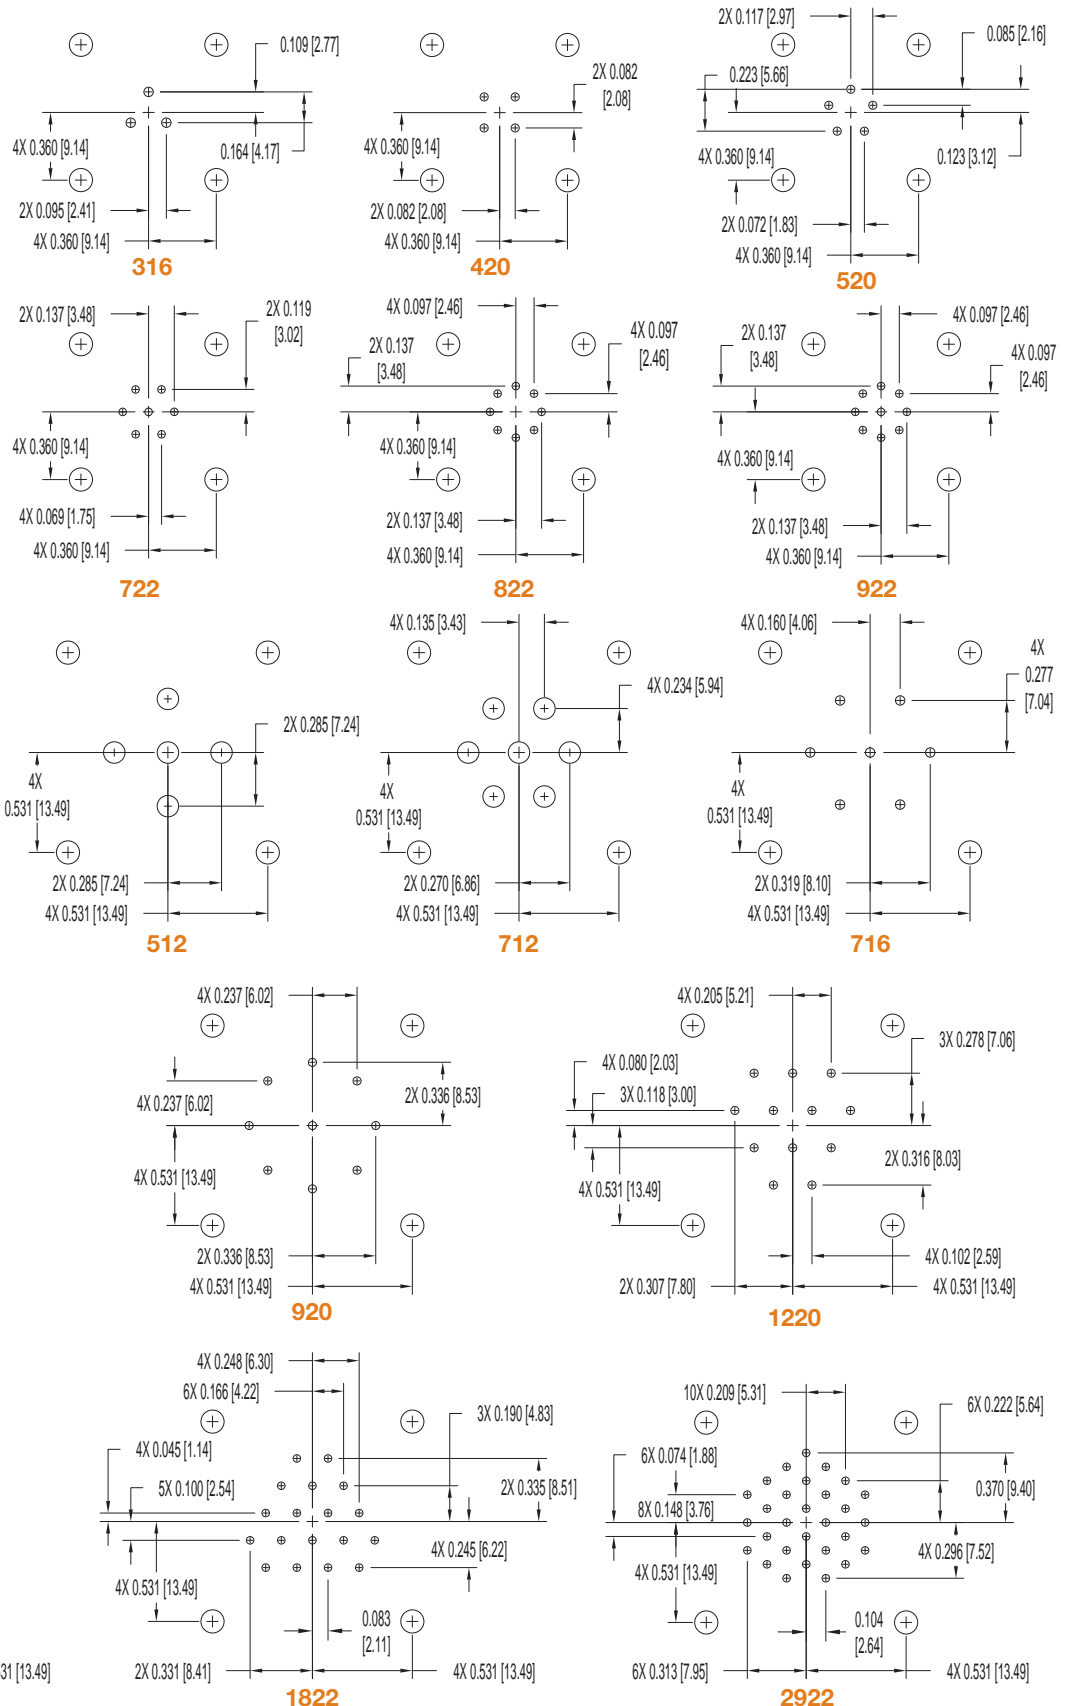 0.109 [2.77]
0.164 [4.17]
4X 0.360 [9.14]
2X 0.095 [2.41]
4X 0.360 [9.14]
316
2X 0.082
[2.08]
4X 0.360 [9.14]
2X 0.082 [2.08]
4X 0.360 [9.14]
420
2X 0.117 [2.97]
0.085 [2.16]
0.223 [5.66]
4X 0.360 [9.14]
0.123 [3.12]
2X 0.072 [1.83]
4X 0.360 [9.14]
520
2X 0.137 [3.48]
2X 0.119
[3.02]
4X 0.360 [9.14]
4X 0.069 [1.75]
4X 0.360 [9.14]
722
4X 0.097 [2.46]
4X 0.097
[2.46]
2X 0.137
[3.48]
4X 0.360 [9.14]
2X 0.137 [3.48]
4X 0.360 [9.14]
822
4X 0.097 [2.46]
2X 0.137
[3.48]
4X 0.097
[2.46]
4X 0.360 [9.14]
2X 0.137 [3.48]
4X 0.360 [9.14]
922
2X 0.285 [7.24]
4X
0.531 [13.49]
2X 0.285 [7.24]
4X 0.531 [13.49]
512
4X 0.135 [3.43]
4X 0.234 [5.94]
4X
0.531 [13.49]
2X 0.270 [6.86]
4X 0.531 [13.49]
712
4X 0.160 [4.06]
4X
0.277
[7.04]
4X
0.531 [13.49]
2X 0.319 [8.10]
4X 0.531 [13.49]
716
4X 0.237 [6.02]
4X 0.237 [6.02]
2X 0.336 [8.53]
4X 0.531 [13.49]
2X 0.336 [8.53]
4X 0.531 [13.49]
920
4X 0.205 [5.21]
3X 0.278 [7.06]
4X 0.080 [2.03]
3X 0.118 [3.00]
2X 0.316 [8.03]
4X 0.531 [13.49]
4X 0.102 [2.59]
2X 0.307 [7.80]
4X 0.531 [13.49]
1220
4X 0.248 [6.30]
6X 0.166 [4.22]
3X 0.190 [4.83]
4X 0.045 [1.14]
5X 0.100 [2.54]
2X 0.335 [8.51]
4X 0.245 [6.22]
4X 0.531 [13.49]
0.083
[2.11]
31 [13.49]
2X 0.331 [8.41]
4X 0.531 [13.49]
1822
10X 0.209 [5.31]
6X 0.222 [5.64]
6X 0.074 [1.88]
0.370 [9.40]
8X 0.148 [3.76]
4X 0.296 [7.52]
4X 0.531 [13.49]
0.104
[2.64]
6X 0.313 [7.95]
4X 0.531 [13.49]
2922